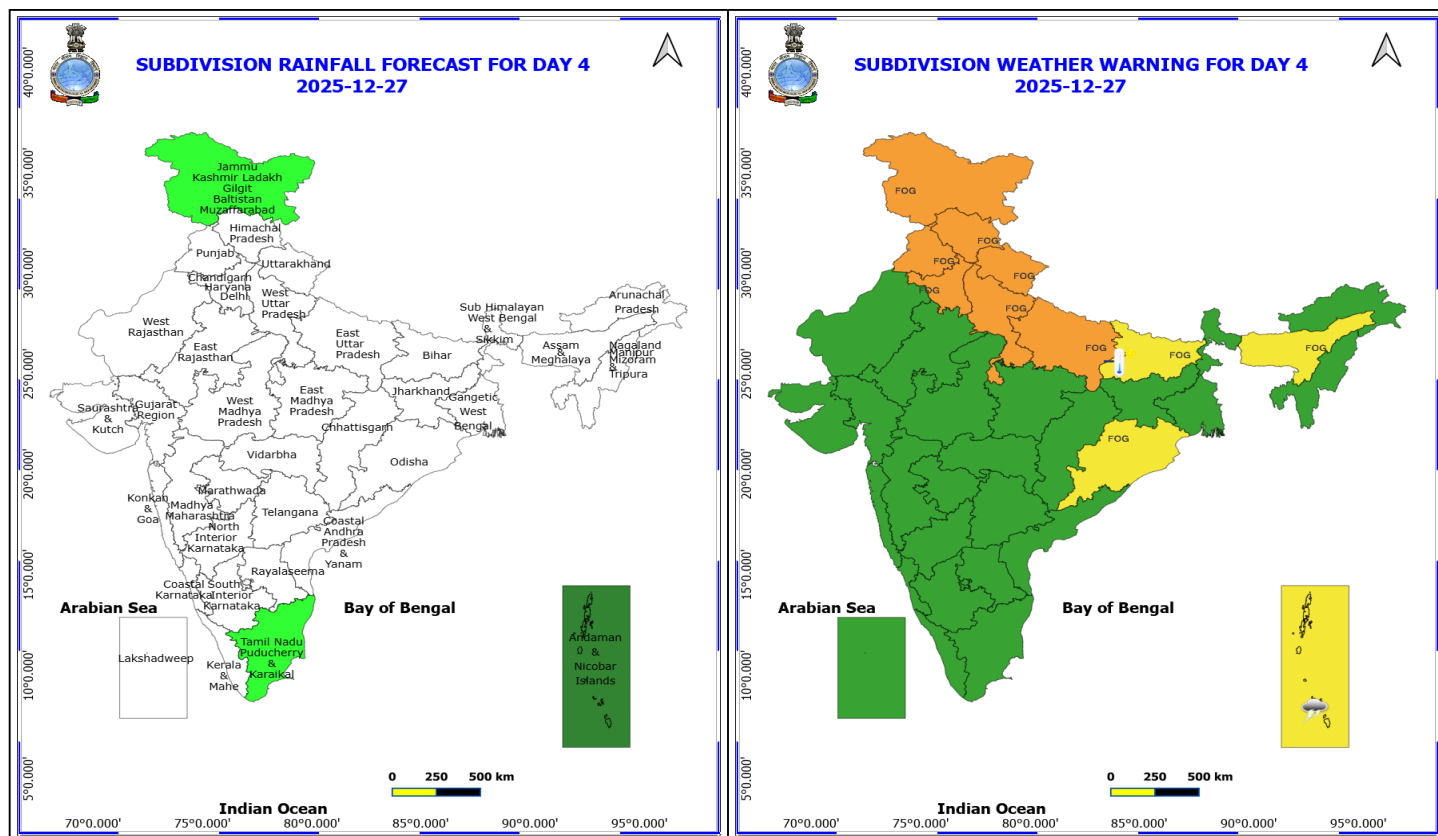 SUBDIVISION RAINFALL FORECAST FOR DAY 4
2025-12-27
40°0.000'
35°0.000'
30°0.000'
25°0.000'
20°0.000'
15°0.000'
10°0.000'
5°0.000'
Jammu
Kashmir Ladakh
Gilgit
Baltistan
Muzaffarabad
Himachal
Pradesh
Punjab
Uttarakhand
Chandigarh
Haryana
Delhi
West
Uttar
Pradesh
Arunachal
Pradesh
Sub Himalayan
West Bengal
&
Sikkim
West
Rajasthan
East
Rajasthan
East
Uttar
Pradesh
Bihar
Assam
&
Meghalaya
Nagaland
Manipur
Mizoram
&
Tripura
Saurashtra
&
Kutch
Gujarat
Region
West
Madhya
Pradesh
East
Madhya
Pradesh
Jharkhand
Gangetic
West
Bengal
Chhattisgarh
Vidarbha
Odisha
Konkan
&
Goa
Madhya
Maharashtra
Marathwada
Telangana
North
Interior
Karnataka
Coastal
Andhra
Pradesh
&
Yanam
Rayalaseema
Coastal
Karnataka
South
Interior
Karnataka
Arabian Sea
Bay of Bengal
Lakshadweep
Kerala
&
Mahe
Tamil Nadu
Puducherry
&
Karaikal
Andaman
&
Nicobar
Islands
0 250 500 km
Indian Ocean
70°0.000' 75°0.000' 80°0.000' 85°0.000' 90°0.000' 95°0.000'
SUBDIVISION WEATHER WARNING FOR DAY 4
2025-12-27
40°0.000'
35°0.000'
30°0.000'
25°0.000'
20°0.000'
15°0.000'
10°0.000'
5°0.000'
FOG
FOG
FOG
FOG
FOG
FOG
FOG
FOG
FOG
FOG
Arabian Sea
Bay of Bengal
0 250 500 km
Indian Ocean
70°0.000' 75°0.000' 80°0.000' 85°0.000' 90°0.000' 95°0.000'